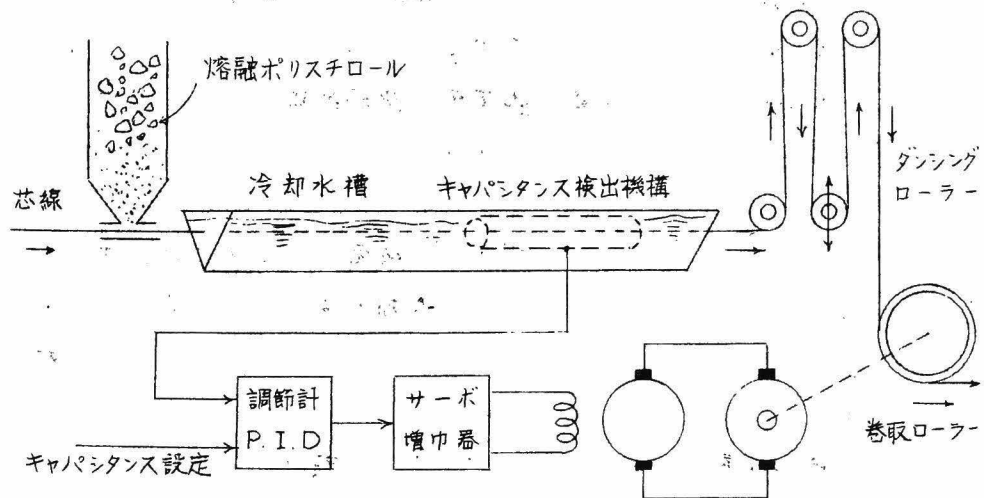 熔融ポリスチロール
芯線
冷却水槽
キャパシタンス検出機構
ダンシング
ローラー
調節計
P. I. D
サーボ
増巾器
キャパシタンス設定
巻取ローラー